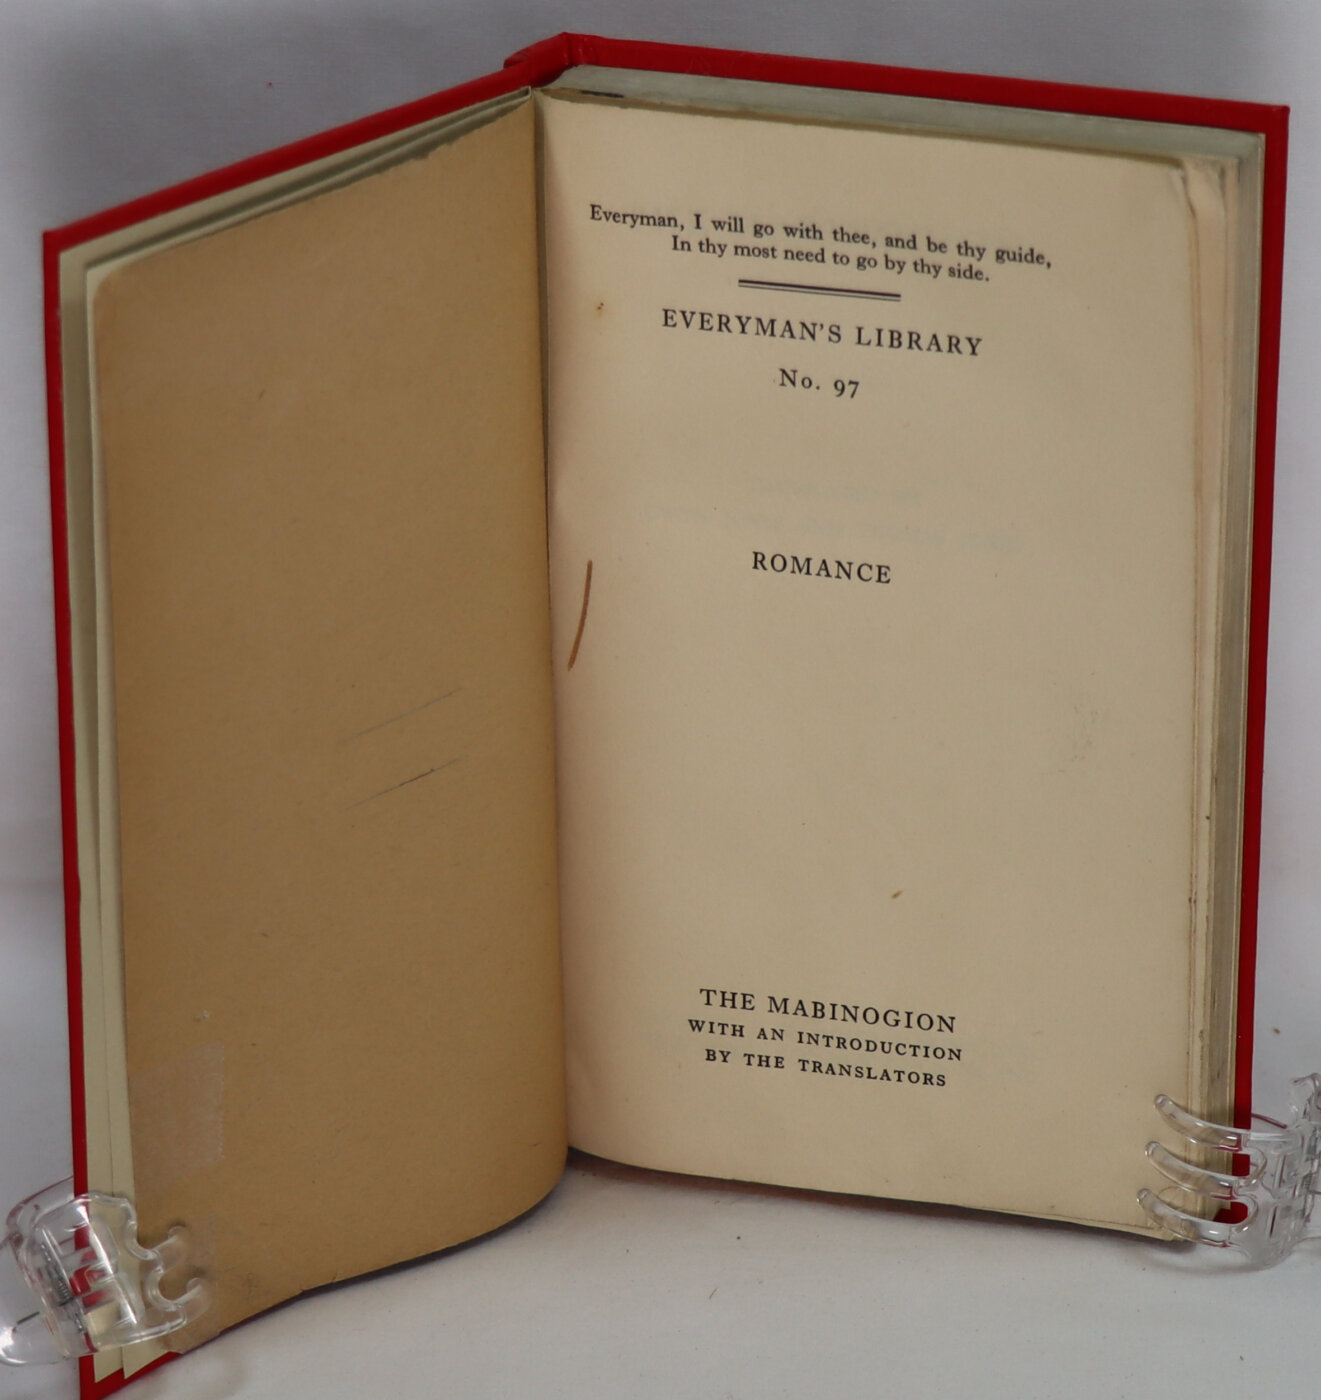 Everyman, I will go with thee, and be thy guide,
In thy most need to go by thy side.
EVERYMAN'S LIBRARY
No. 97
ROMANCE
THE MABINOGION
WITH AN INTRODUCTION
BY THE TRANSLATORS